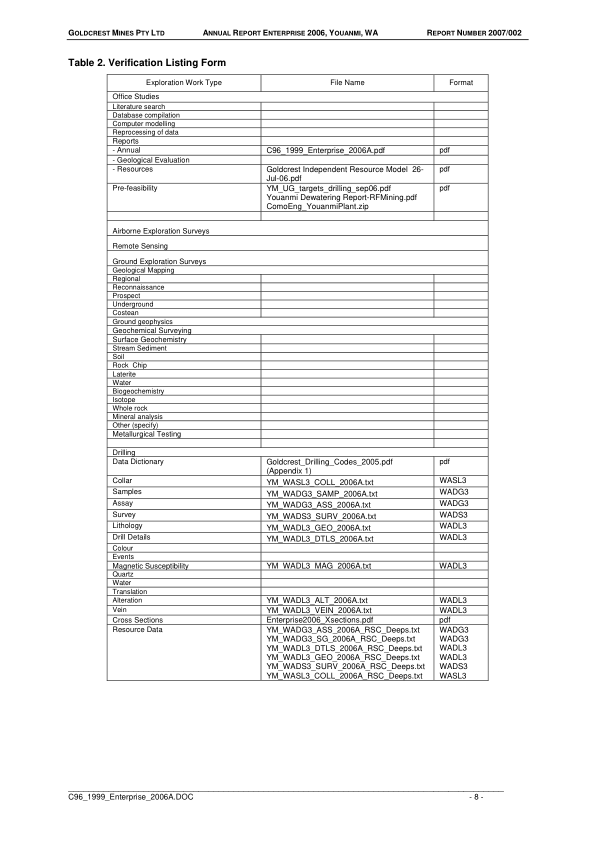 GOLDCREST MINES PTY LTD ANNUAL REPORT ENTERPRISE 2006, YOUANMI, WA REPORT NUMBER 2007/002
Table 2. Verification Listing Form
Exploration Work Type File Name Format
Office Studies
Literature search
Database compilation
Computer modelling
Reprocessing of data
Reports
- Annual C96_1999_Enterprise_2006A.pdf pdf
- Geological Evaluation
- Resources Goldcrest Independent Resource Model 26- pdf
Jul-06.pdf
Pre-feasibility YM_UG_targets_drilling_sep06.pdf pdf
Youanmi Dewatering Report-RFMining.pdf
ComoEng_YouanmiPlant.zip
Airborne Exploration Surveys
Remote Sensing
Ground Exploration Surveys
Geological Mapping
Regional
Reconnaissance
Prospect
Underground
Costean
Ground geophysics
Geochemical Surveying
Surface Geochemistry
Stream Sediment
Soil
Rock Chip
Laterite
Water
Biogeochemistry
Isotope
Whole rock
Mineral analysis
Other (specify)
Metallurgical Testing
Drilling
Data Dictionary Goldcrest_Drilling_Codes_2005.pdf pdf
(Appendix 1)
Collar YM_WASL3_COLL_2006A.txt WASL3
Samples YM_WADG3_SAMP_2006A.txt WADG3
Assay YM_WADG3_ASS_2006A.txt WADG3
Survey YM_WADS3_SURV_2006A.txt WADS3
Lithology YM_WADL3_GEO_2006A.txt WADL3
Drill Details YM_WADL3_DTLS_2006A.txt WADL3
Colour
Events
Magnetic Susceptibility YM_WADL3_MAG_2006A.txt WADL3
Quartz
Water
Translation
Alteration YM_WADL3_ALT_2006A.txt WADL3
Vein YM_WADL3_VEIN_2006A.txt WADL3
Cross Sections Enterprise2006_Xsections.pdf pdf
Resource Data YM_WADG3_ASS_2006A_RSC_Deeps.txt WADG3
YM_WADG3_SG_2006A_RSC_Deeps.txt WADG3
YM_WADL3_DTLS_2006A_RSC_Deeps.txt WADL3
YM_WADL3_GEO_2006A_RSC_Deeps.txt WADL3
YM_WADS3_SURV_2006A_RSC_Deeps.txt WADS3
YM_WASL3_COLL_2006A_RSC_Deeps.txt WASL3
C96_1999_Enterprise_2006A.DOC - 8 -